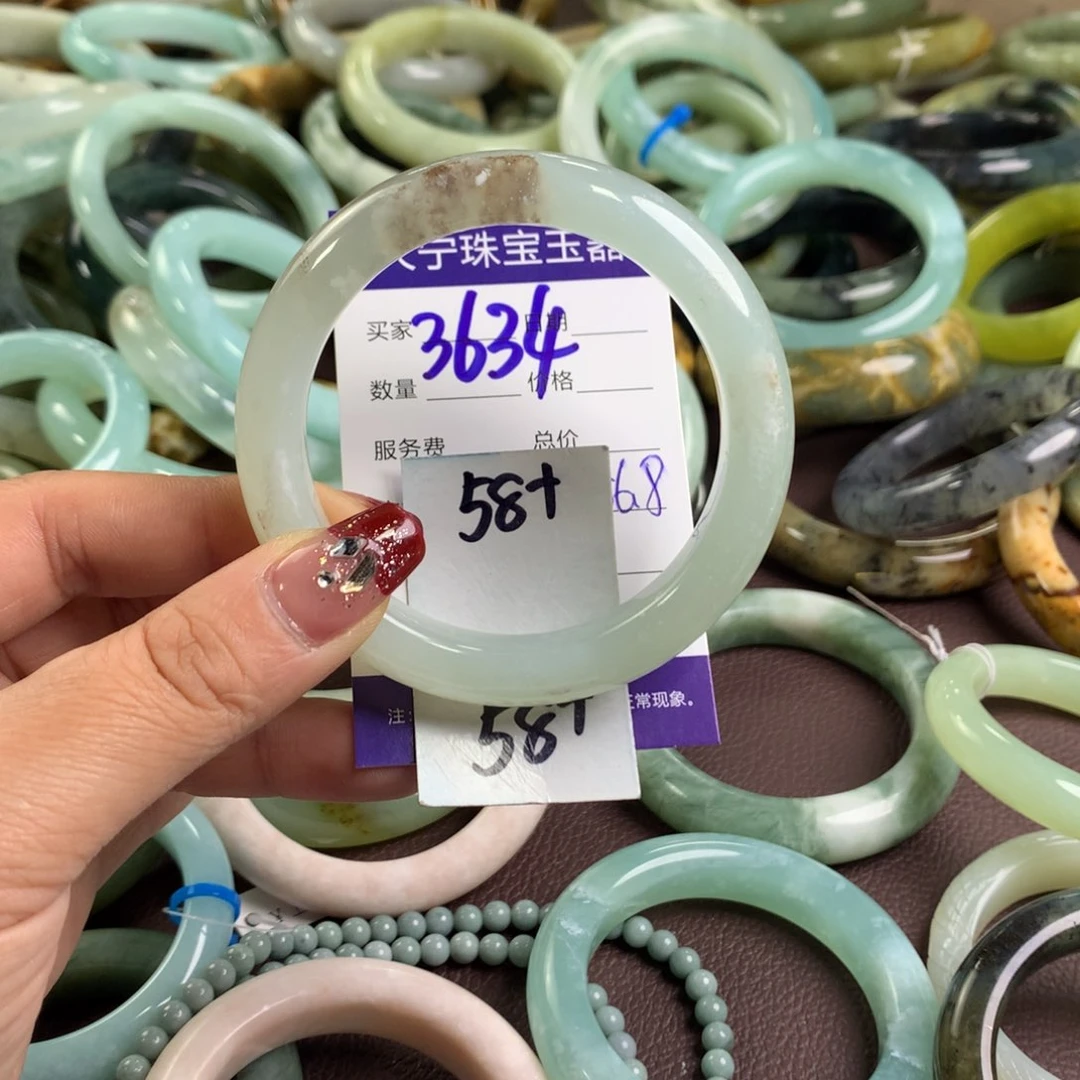 宁珠宝玉器
买家 3634 日期
数量 价格
服务费 总价
58+ 68
注: 常现象。
58+